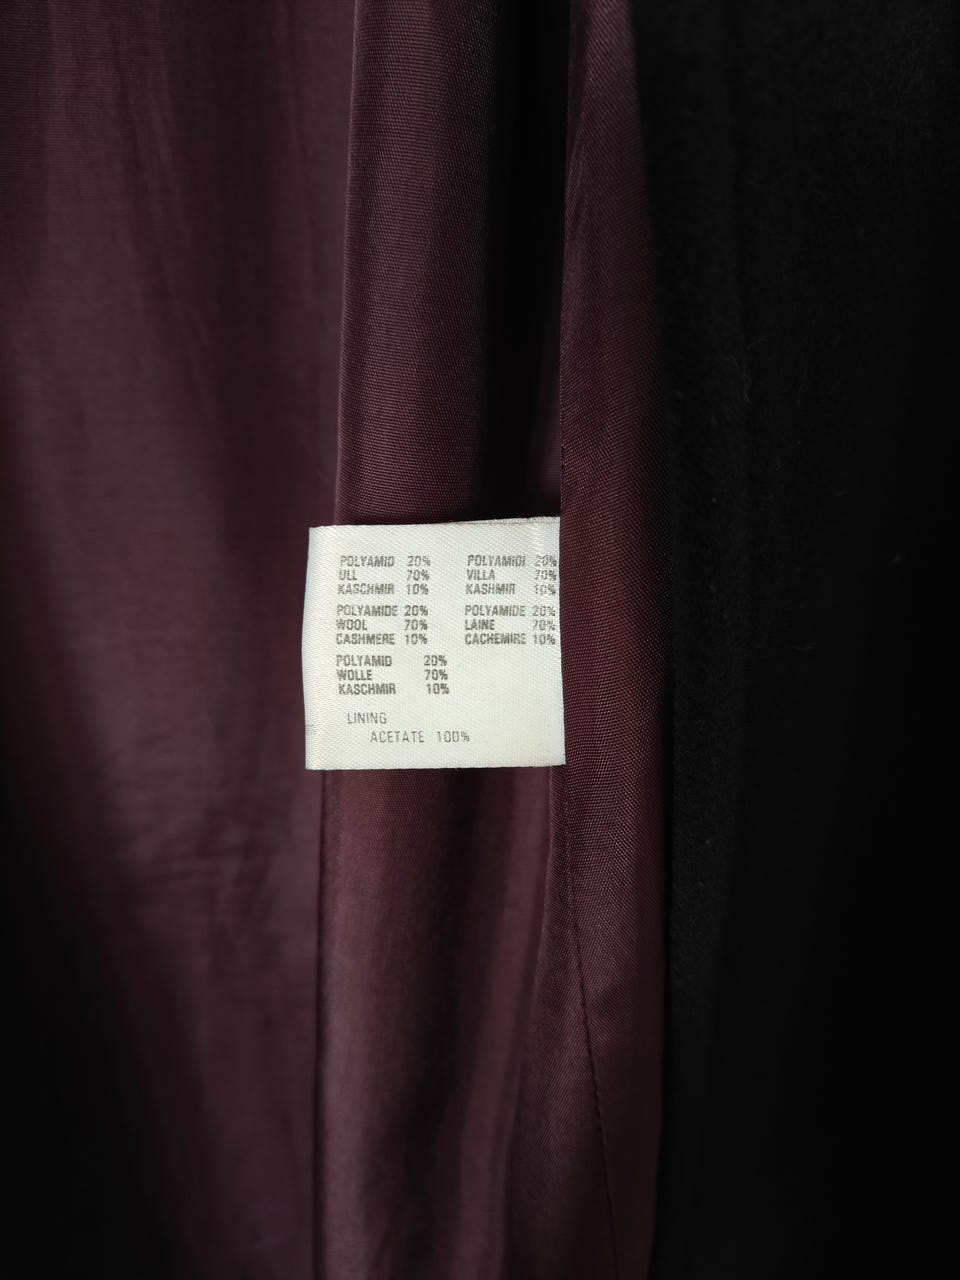 POLYAMID 20%
ULL 70%
KASCHMIR 10%
POLYAMIDI 20%
VILLA 70%
KASHMIR 10%
POLYAMIDE 20%
WOOL 70%
CASHMERE 10%
POLYAMIDE 20%
LAINE 70%
CACHEMIRE 10%
POLYAMID 20%
WOLLE 70%
KASCHMIR 10%
LINING
ACETATE 100%